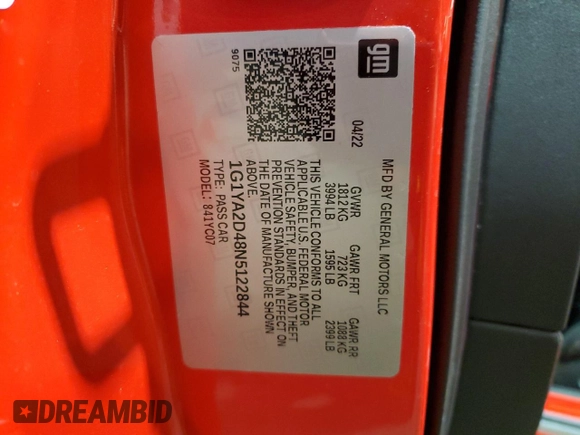 gm
MFD BY GENERAL MOTORS LLC
04/22
GVWR GAWR FRT GAWR RR
1812 KG 723 KG 1088 KG
3994 LB 1595 LB 2399 LB
THIS VEHICLE CONFORMS TO ALL
APPLICABLE U.S. FEDERAL MOTOR
VEHICLE SAFETY, BUMPER, AND THEFT
PREVENTION STANDARDS IN EFFECT ON
THE DATE OF MANUFACTURE SHOWN
ABOVE.
1G1YA2D48N5122844
TYPE: PASS CAR
MODEL: 841YC07
9075
DREAMBID